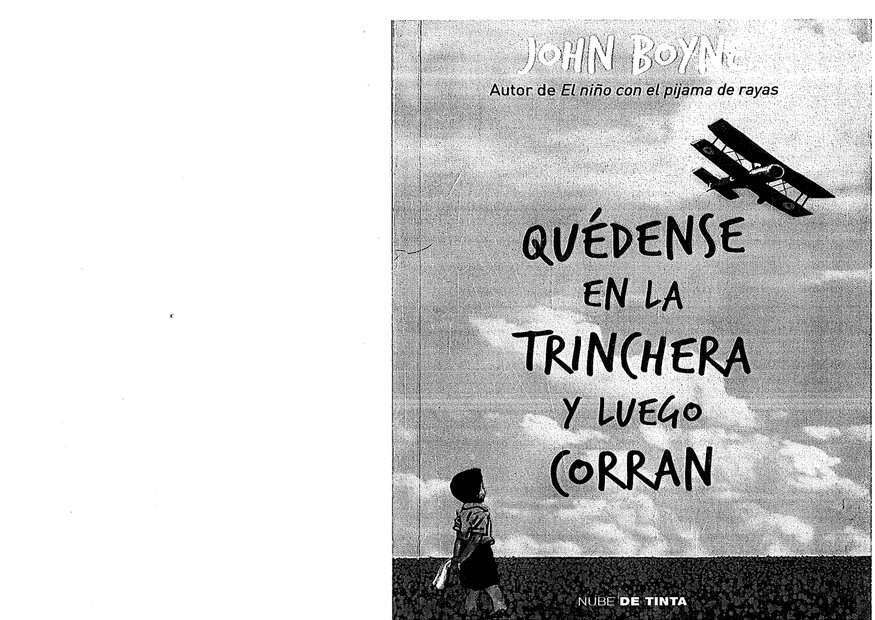 JOHN BOYNE
Autor de El niño con el pijama de rayas
QUÉDENSE
EN LA
TRINCHERA
Y LUEGO
CORRAN
NUBE DE TINTA